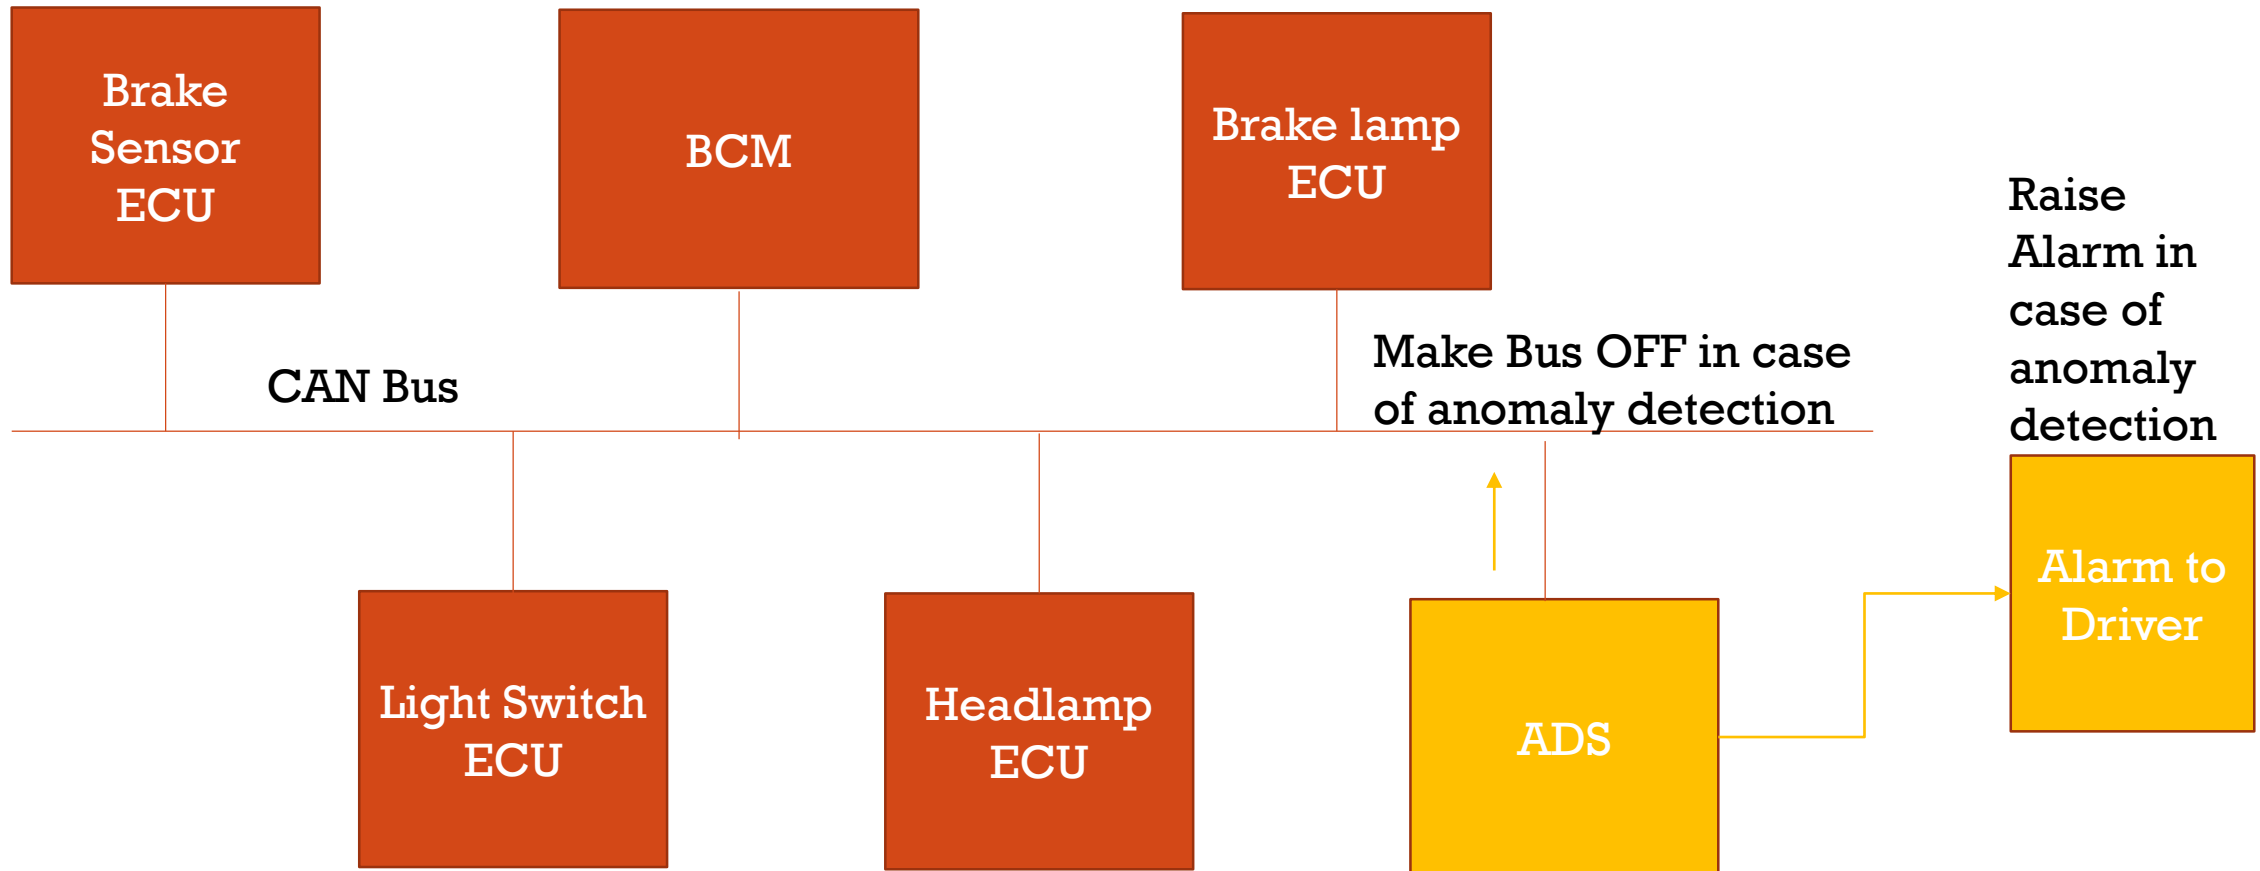 Brake
Sensor
ECU
BCM
Brake lamp
ECU
Raise
Alarm in
case of
anomaly
detection
Make Bus OFF in case
of anomaly detection
CAN Bus
Light Switch
ECU
Headlamp
ECU
ADS
Alarm to
Driver